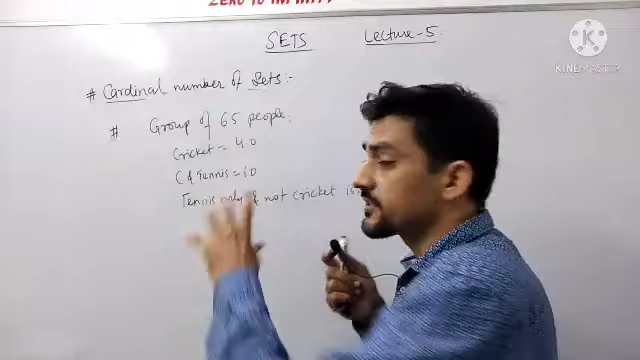 ZERO TO INFINITY
SETS Lecture-5
# Cardinal number of Sets:-
# Group of 65 people.
Cricket = 40
C & Tennis = 10
Tennis only & not cricket is
KINEMASTER